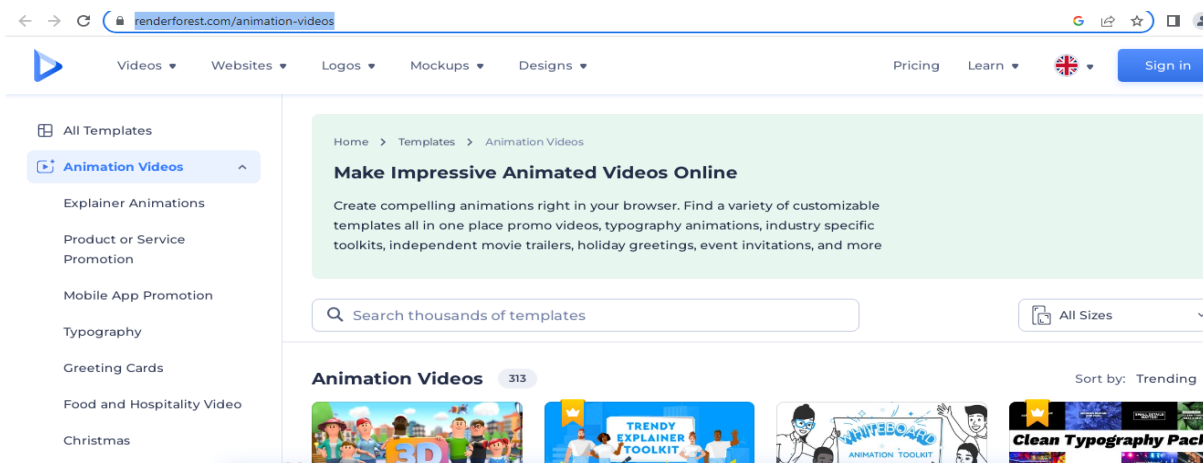 renderforest.com/animation-videos
Videos Websites Logos Mockups Designs Pricing Learn Sign in
All Templates
Animation Videos
Explainer Animations
Product or Service
Promotion
Mobile App Promotion
Typography
Greeting Cards
Food and Hospitality Video
Christmas
Home > Templates > Animation Videos
Make Impressive Animated Videos Online
Create compelling animations right in your browser. Find a variety of customizable
templates all in one place promo videos, typography animations, industry specific
toolkits, independent movie trailers, holiday greetings, event invitations, and more
Search thousands of templates
All Sizes
Animation Videos 313
Sort by: Trending
3D
TRENDY
EXPLAINER
TOOLKIT
WHITEBOARD
ANIMATION TOOLKIT
Clean Typography Pack